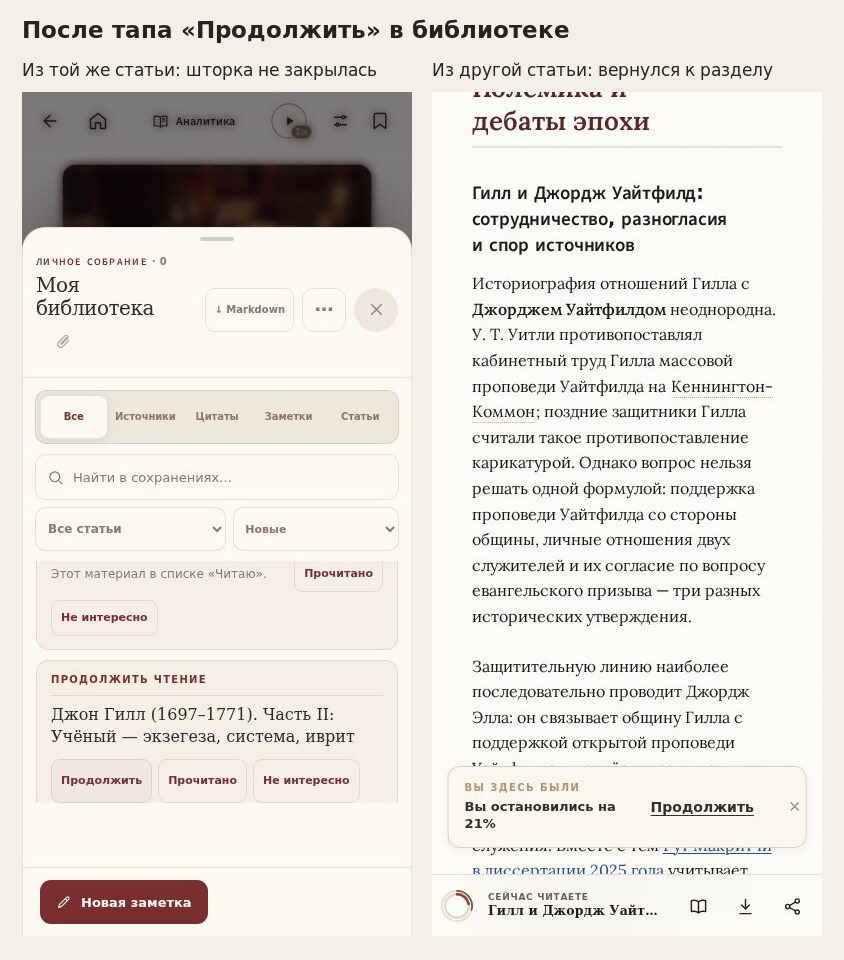 После тапа «Продолжить» в библиотеке
Из той же статьи: шторка не закрылась
Аналитика
1×
ЛИЧНОЕ СОБРАНИЕ · 0
Моя
библиотека
↓ Markdown
Все
Источники
Цитаты
Заметки
Статьи
Найти в сохранениях…
Все статьи
Новые
Этот материал в списке «Читаю».
Прочитано
Не интересно
ПРОДОЛЖИТЬ ЧТЕНИЕ
Джон Гилл (1697–1771). Часть II:
Учёный — экзегеза, система, иврит
Продолжить
Прочитано
Не интересно
Новая заметка
Из другой статьи: вернулся к разделу
Полемика и
дебаты эпохи
Гилл и Джордж Уайтфилд:
сотрудничество, разногласия
и спор источников
Историография отношений Гилла с
Джорджем Уайтфилдом неоднородна.
У. Т. Уитли противопоставлял
кабинетный труд Гилла массовой
проповеди Уайтфилда на Кеннингтон-
Коммон; поздние защитники Гилла
считали такое противопоставление
карикатурой. Однако вопрос нельзя
решать одной формулой: поддержка
проповеди Уайтфилда со стороны
общины, личные отношения двух
служителей и их согласие по вопросу
евангельского призыва — три разных
исторических утверждения.
Защитительную линию наиболее
последовательно проводит Джордж
Элла: он связывает общину Гилла с
поддержкой открытой проповеди
ВЫ ЗДЕСЬ БЫЛИ
Вы остановились на
21%
Продолжить
служения. Вместе с тем
в диссертации 2025 года учитывает
СЕЙЧАС ЧИТАЕТЕ
Гилл и Джордж Уайт…